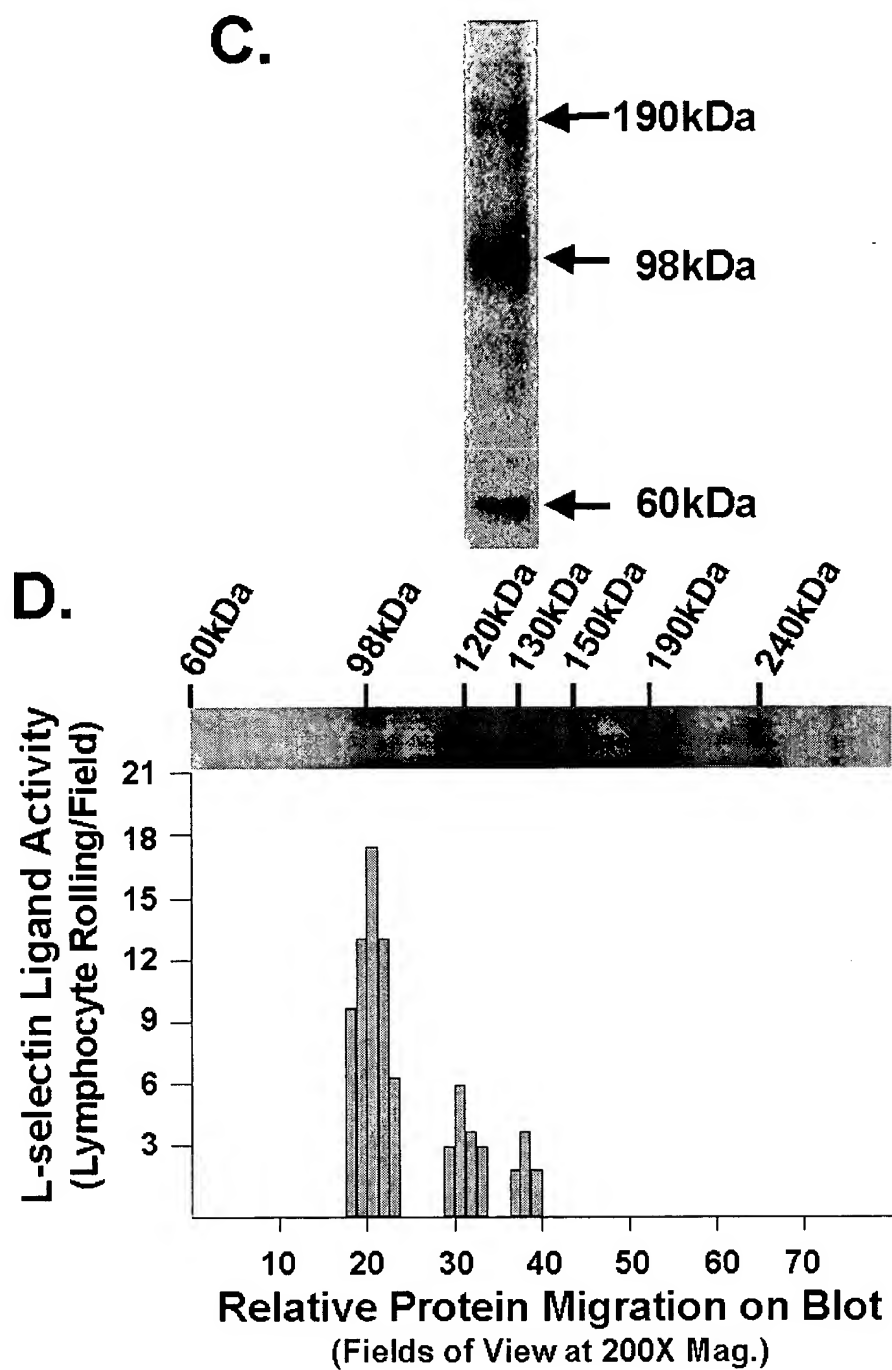 C.
190kDa
98kDa
60kDa
D.
60kDa
98kDa
120kDa
130kDa
150kDa
190kDa
240kDa
L-selectin Ligand Activity
(Lymphocyte Rolling/Field)
21
18
15
12
9
6
3
10 20 30 40 50 60 70
Relative Protein Migration on Blot
(Fields of View at 200X Mag.)